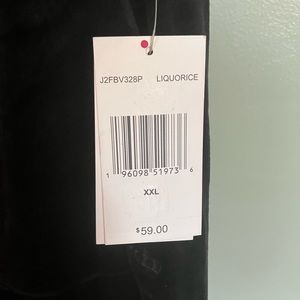 J2FBV328P LIQUORICE
1 96098 51973 6
XXL
$59.00